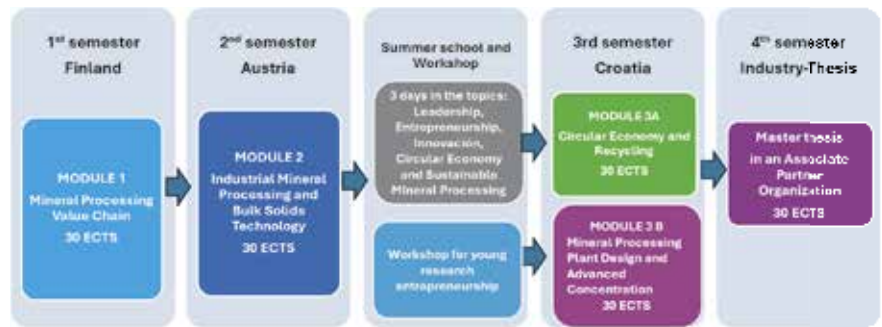 1st semester
Finland
MODULE 1
Mineral Processing
Value Chain
30 ECTS
2nd semester
Austria
MODULE 2
Industrial Mineral
Processing and
Bulk Solids
Technology
30 ECTS
Summer school and
Workshop
3 days in the topics:
Leadership,
Entrepreneurship,
Innovacion,
Circular Economy
and Sustainable
Mineral Processing
Workshop for young
research
entrepreneurship
3rd semester
Croatia
MODULE 3A
Circular Economy and
Recycling
30 ECTS
MODULE 3 B
Mineral Processing
Plant Design and
Advanced
Concentration
30 ECTS
4th semester
Industry-Thesis
Master thesis
in an Associate
Partner
Organization
30 ECTS